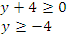 y + 4 ≥ 0
y ≥ −4